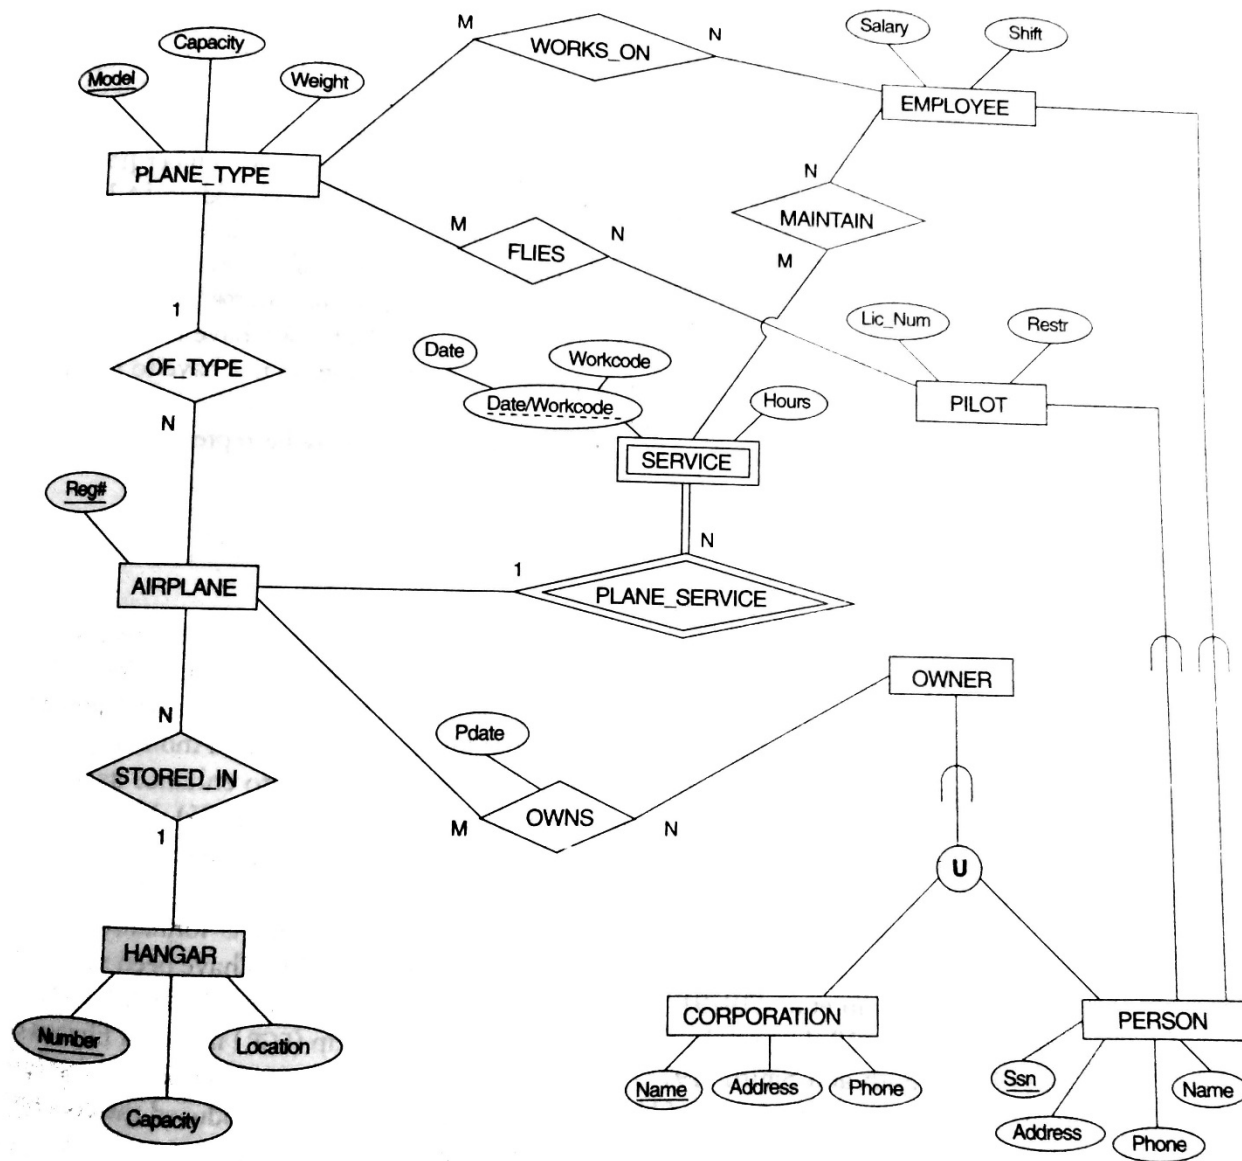 M
N
Salary
Shift
Capacity
WORKS_ON
Model
Weight
EMPLOYEE
PLANE_TYPE
N
MAINTAIN
M
N
FLIES
M
1
Lic_Num
Restr
Date
Workcode
OF_TYPE
Date/Workcode
Hours
PILOT
N
SERVICE
Reg#
N
1
AIRPLANE
PLANE_SERVICE
OWNER
N
Pdate
STORED_IN
M
OWNS
N
1
U
HANGAR
CORPORATION
PERSON
Number
Location
Name
Address
Phone
Ssn
Name
Capacity
Address
Phone